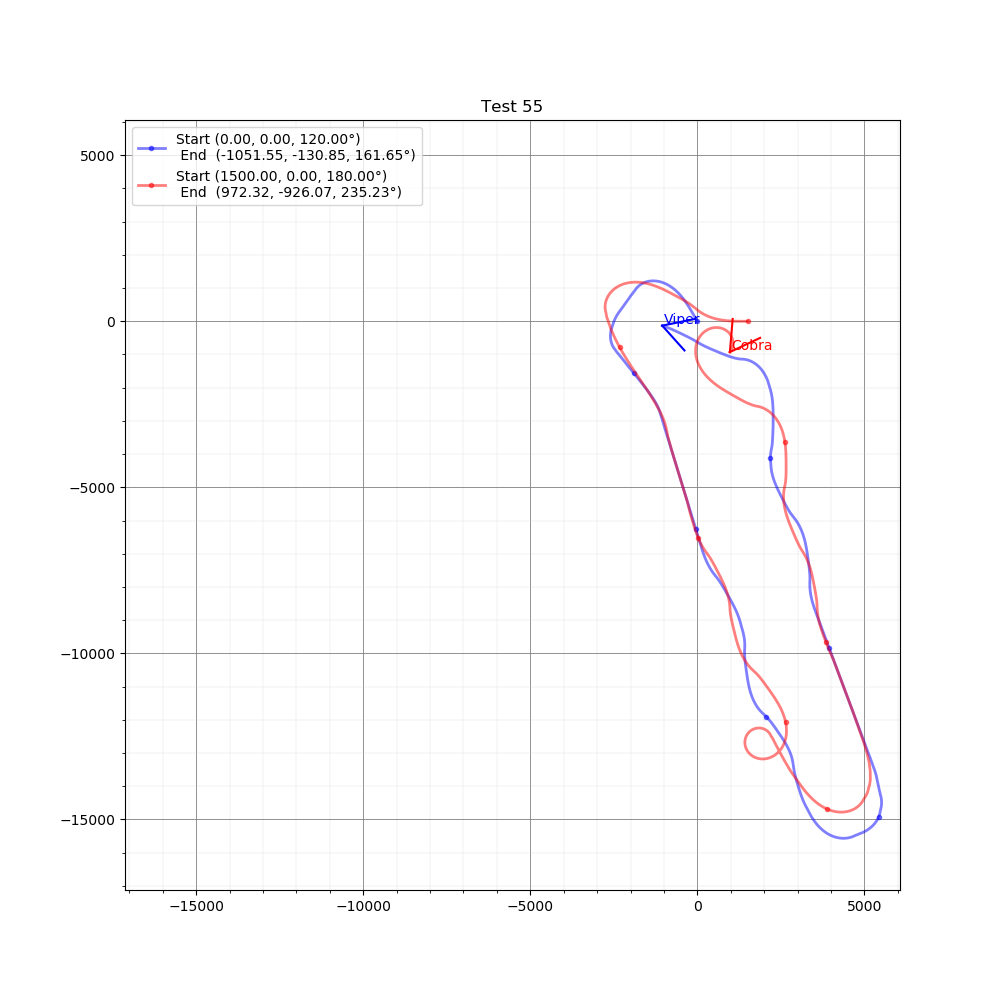 Test 55
Start (0.00, 0.00, 120.00°)
End (-1051.55, -130.85, 161.65°)
Start (1500.00, 0.00, 180.00°)
End (972.32, -926.07, 235.23°)
5000
0
−5000
−10000
−15000
Viper
Cobra
−15000 −10000 −5000 0 5000